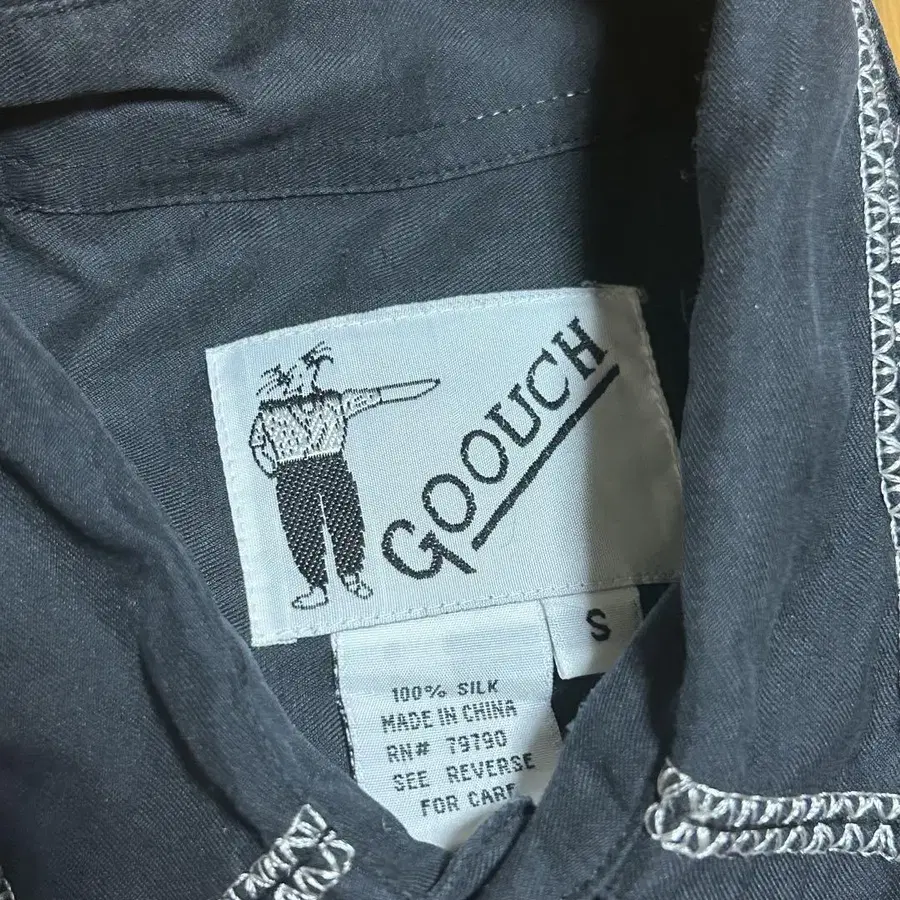 GOOUCH
S
100% SILK
MADE IN CHINA
RN# 79790
SEE REVERSE
FOR CARE